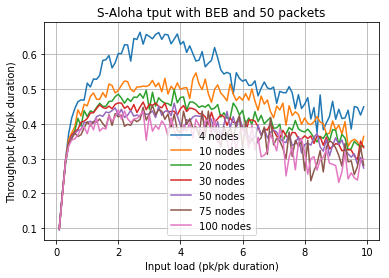 S-Aloha tput with BEB and 50 packets
Throughput (pk/pk duration)
0.6
0.5
0.4
0.3
0.2
0.1
4 nodes
10 nodes
20 nodes
30 nodes
50 nodes
75 nodes
100 nodes
0 2 4 6 8 10
Input load (pk/pk duration)